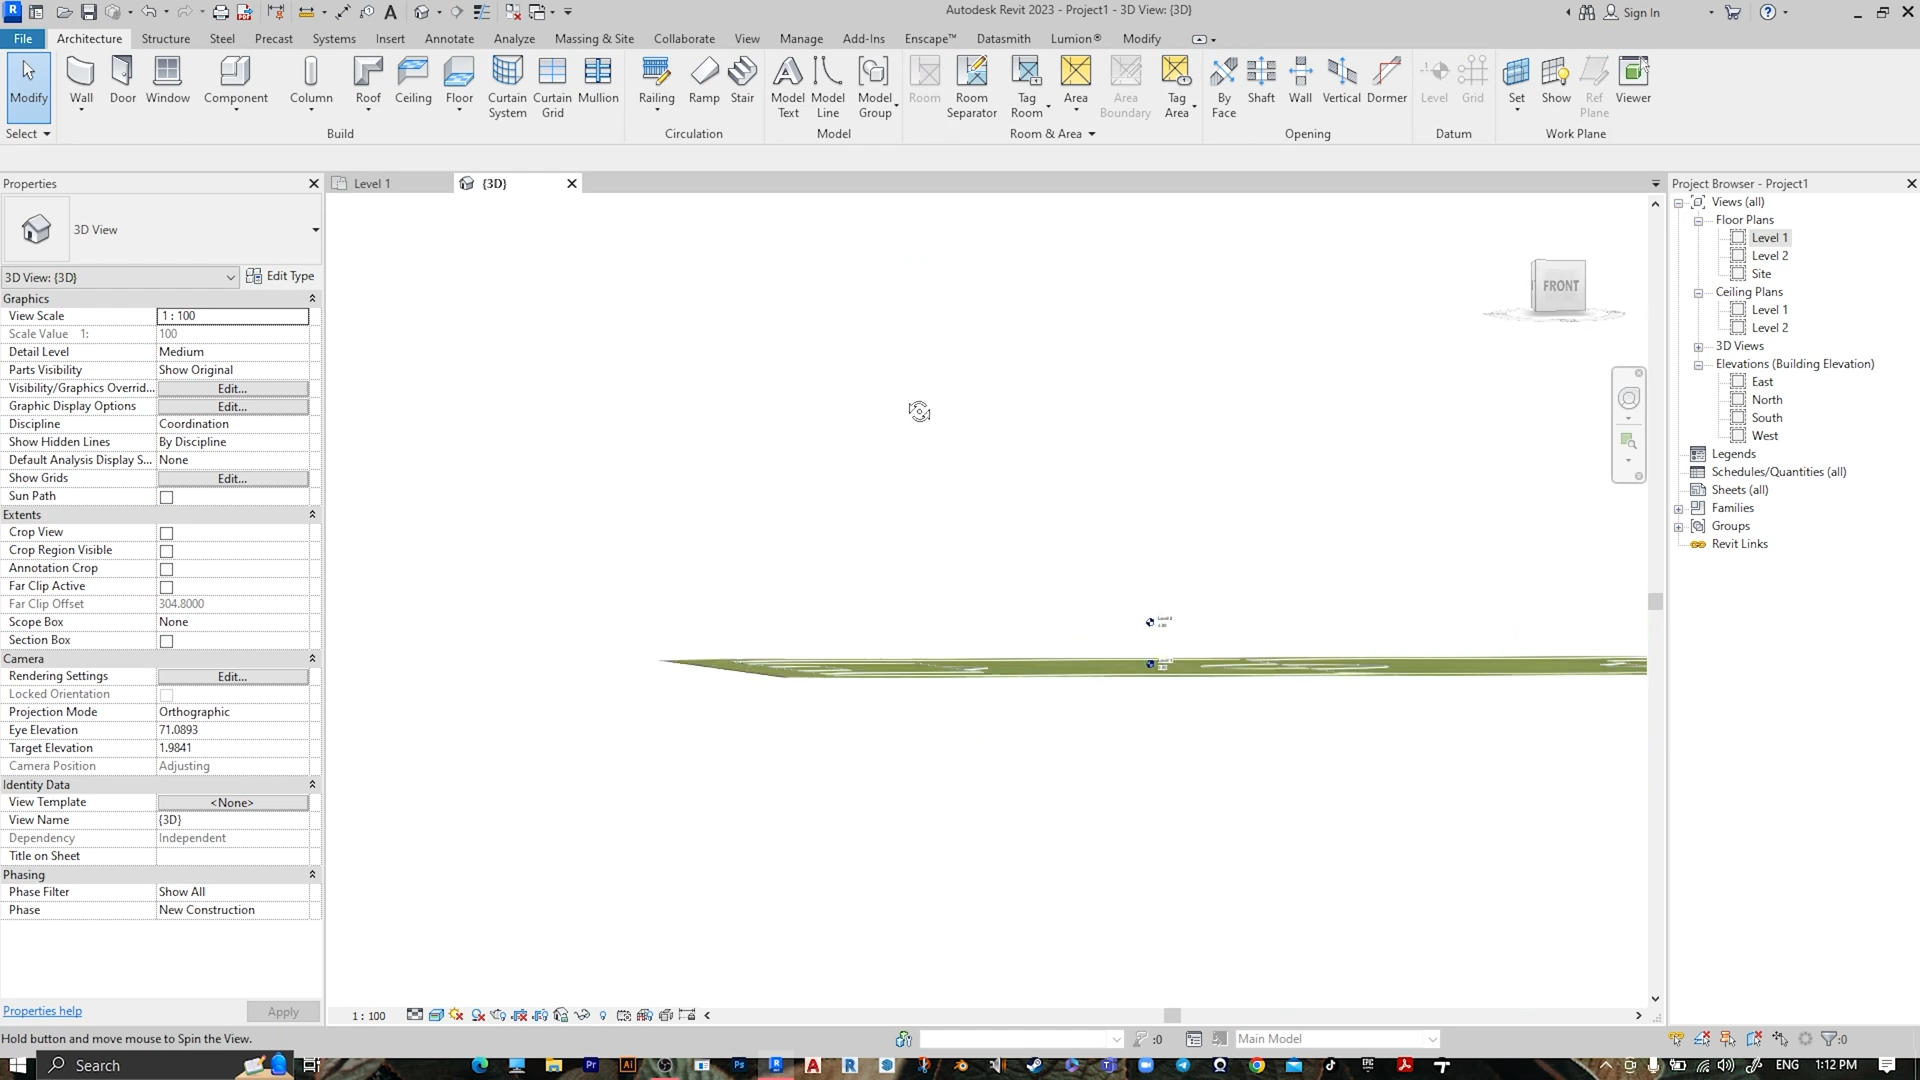 Autodesk Revit 2023 - Project1 - 3D View: {3D}
Sign In
File Architecture Structure Steel Precast Systems Insert Annotate Analyze Massing & Site Collaborate View Manage Add-Ins Enscape™ Datasmith Lumion® Modify
Modify Wall Door Window Component Column Roof Ceiling Floor Curtain System Curtain Grid Mullion Railing Ramp Stair Model Text Model Line Model Group Room Room Separator Tag Room Area Area Boundary Tag Area By Face Shaft Wall Vertical Dormer Level Grid Set Show Ref Plane Viewer
Select Build Circulation Model Room & Area Opening Datum Work Plane
Properties
3D View
3D View: {3D} Edit Type
Graphics
View Scale 1 : 100
Scale Value 1: 100
Detail Level Medium
Parts Visibility Show Original
Visibility/Graphics Overrid... Edit...
Graphic Display Options Edit...
Discipline Coordination
Show Hidden Lines By Discipline
Default Analysis Display S... None
Show Grids Edit...
Sun Path
Extents
Crop View
Crop Region Visible
Annotation Crop
Far Clip Active
Far Clip Offset 304.8000
Scope Box None
Section Box
Camera
Rendering Settings Edit...
Locked Orientation
Projection Mode Orthographic
Eye Elevation 71.0893
Target Elevation 1.9841
Camera Position Adjusting
Identity Data
View Template <None>
View Name {3D}
Dependency Independent
Title on Sheet
Phasing
Phase Filter Show All
Phase New Construction
Properties help Apply
Level 1 {3D}
FRONT
Project Browser - Project1
Views (all)
Floor Plans
Level 1
Level 2
Site
Ceiling Plans
Level 1
Level 2
3D Views
Elevations (Building Elevation)
East
North
South
West
Legends
Schedules/Quantities (all)
Sheets (all)
Families
Groups
Revit Links
1 : 100
Hold button and move mouse to Spin the View.
:0 Main Model :0
Search
ENG 1:12 PM